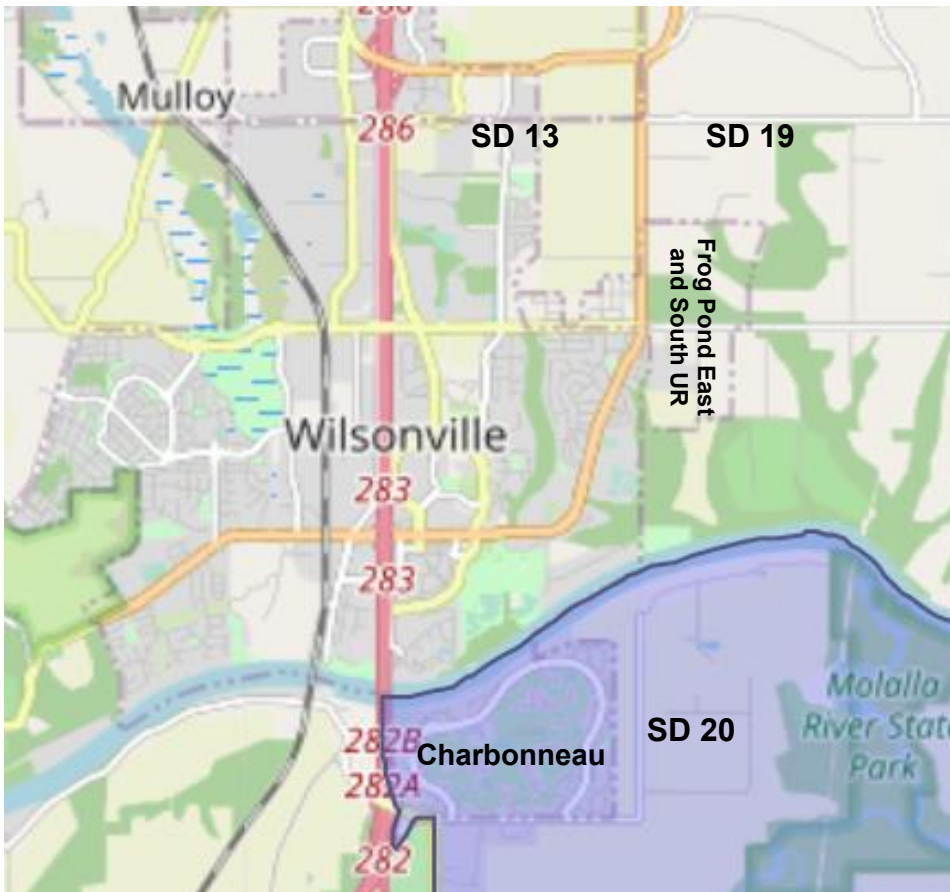 286
Mulloy
286
SD 13
SD 19
Frog Pond East
and South UR
Wilsonville
283
283
282B
Charbonneau
282A
SD 20
Molalla
River State
Park
282